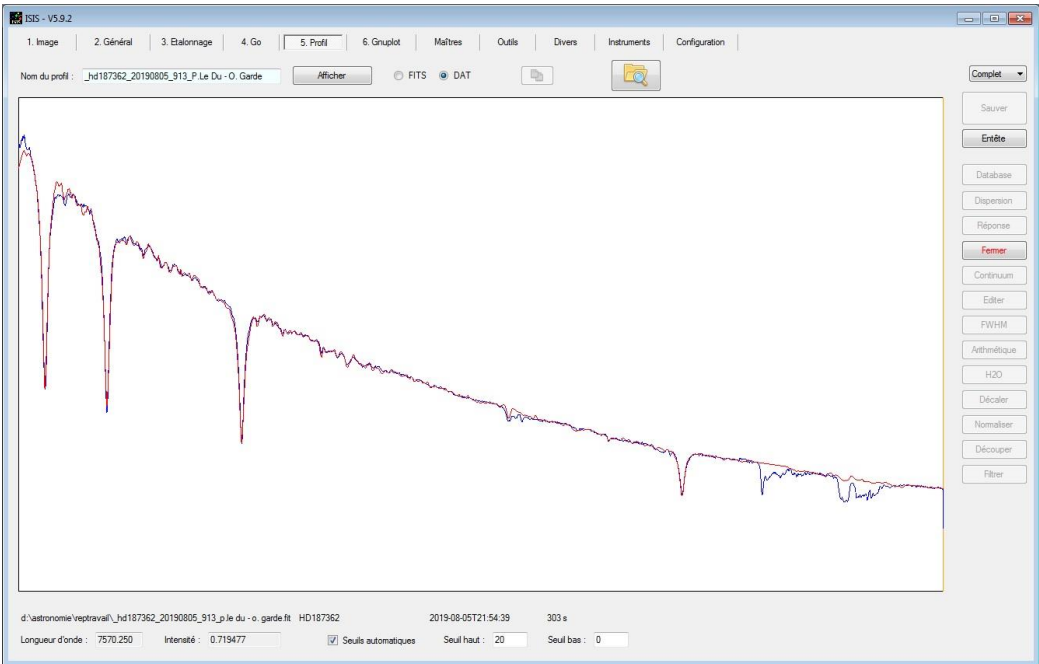 ISIS - V5.9.2
1. Image 2. Général 3. Etalonnage 4. Go 5. Profil 6. Gnuplot Maîtres Outils Divers Instruments Configuration
Nom du profil : _hd187362_20190805_913_P.Le Du - O. Garde Afficher FITS DAT Complet
Sauver
Entête
Database
Dispersion
Réponse
Fermer
Continuum
Editer
FWHM
Arithmétique
H2O
Décaler
Normaliser
Découper
Filtrer
d:\astronomie\reptravail\_hd187362_20190805_913_p.le du - o. garde.fit HD187362 2019-08-05T21:54:39 303 s
Longueur d'onde : 7570.250 Intensité : 0.719477 Seuils automatiques Seuil haut : 20 Seuil bas : 0